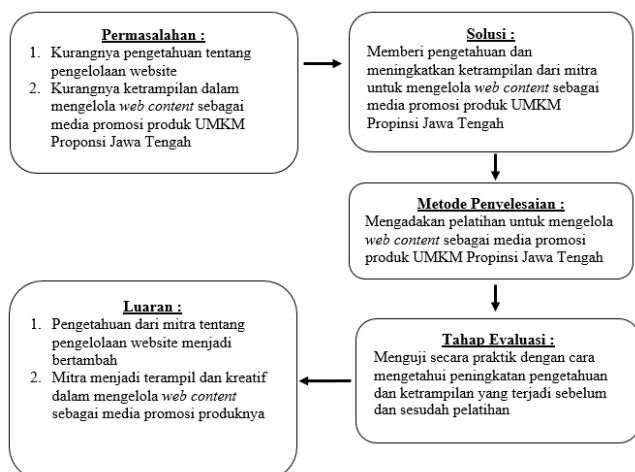 Permasalahan :
1. Kurangnya pengetahuan tentang
pengelolaan website
2. Kurangnya ketrampilan dalam
mengelola web content sebagai
media promosi produk UMKM
Proponsi Jawa Tengah
Solusi :
Memberi pengetahuan dan
meningkatkan ketrampilan dari mitra
untuk mengelola web content sebagai
media promosi produk UMKM
Propinsi Jawa Tengah
Metode Penyelesaian :
Mengadakan pelatihan untuk mengelola
web content sebagai media promosi
produk UMKM Propinsi Jawa Tengah
Tahap Evaluasi :
Menguji secara praktik dengan cara
mengetahui peningkatan pengetahuan
dan ketrampilan yang terjadi sebelum
dan sesudah pelatihan
Luaran :
1. Pengetahuan dari mitra tentang
pengelolaan website menjadi
bertambah
2. Mitra menjadi terampil dan kreatif
dalam mengelola web content
sebagai media promosi produknya